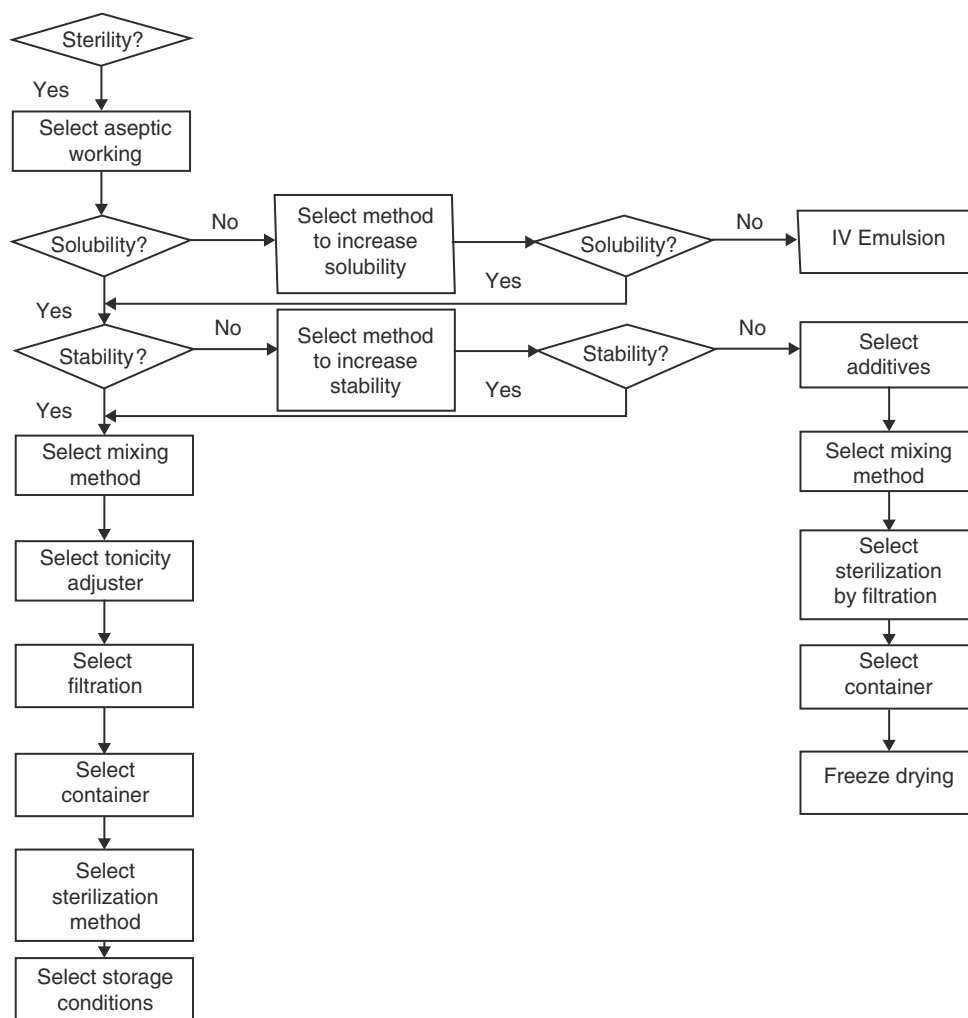 Sterility?
Yes
Select aseptic
working
Solubility?
No
Select method
to increase
solubility
Solubility?
No
IV Emulsion
Yes
Yes
Stability?
No
Select method
to increase
stability
Stability?
No
Select
additives
Yes
Yes
Select mixing
method
Select mixing
method
Select tonicity
adjuster
Select
sterilization
by filtration
Select
filtration
Select
container
Select
container
Freeze drying
Select
sterilization
method
Select storage
conditions